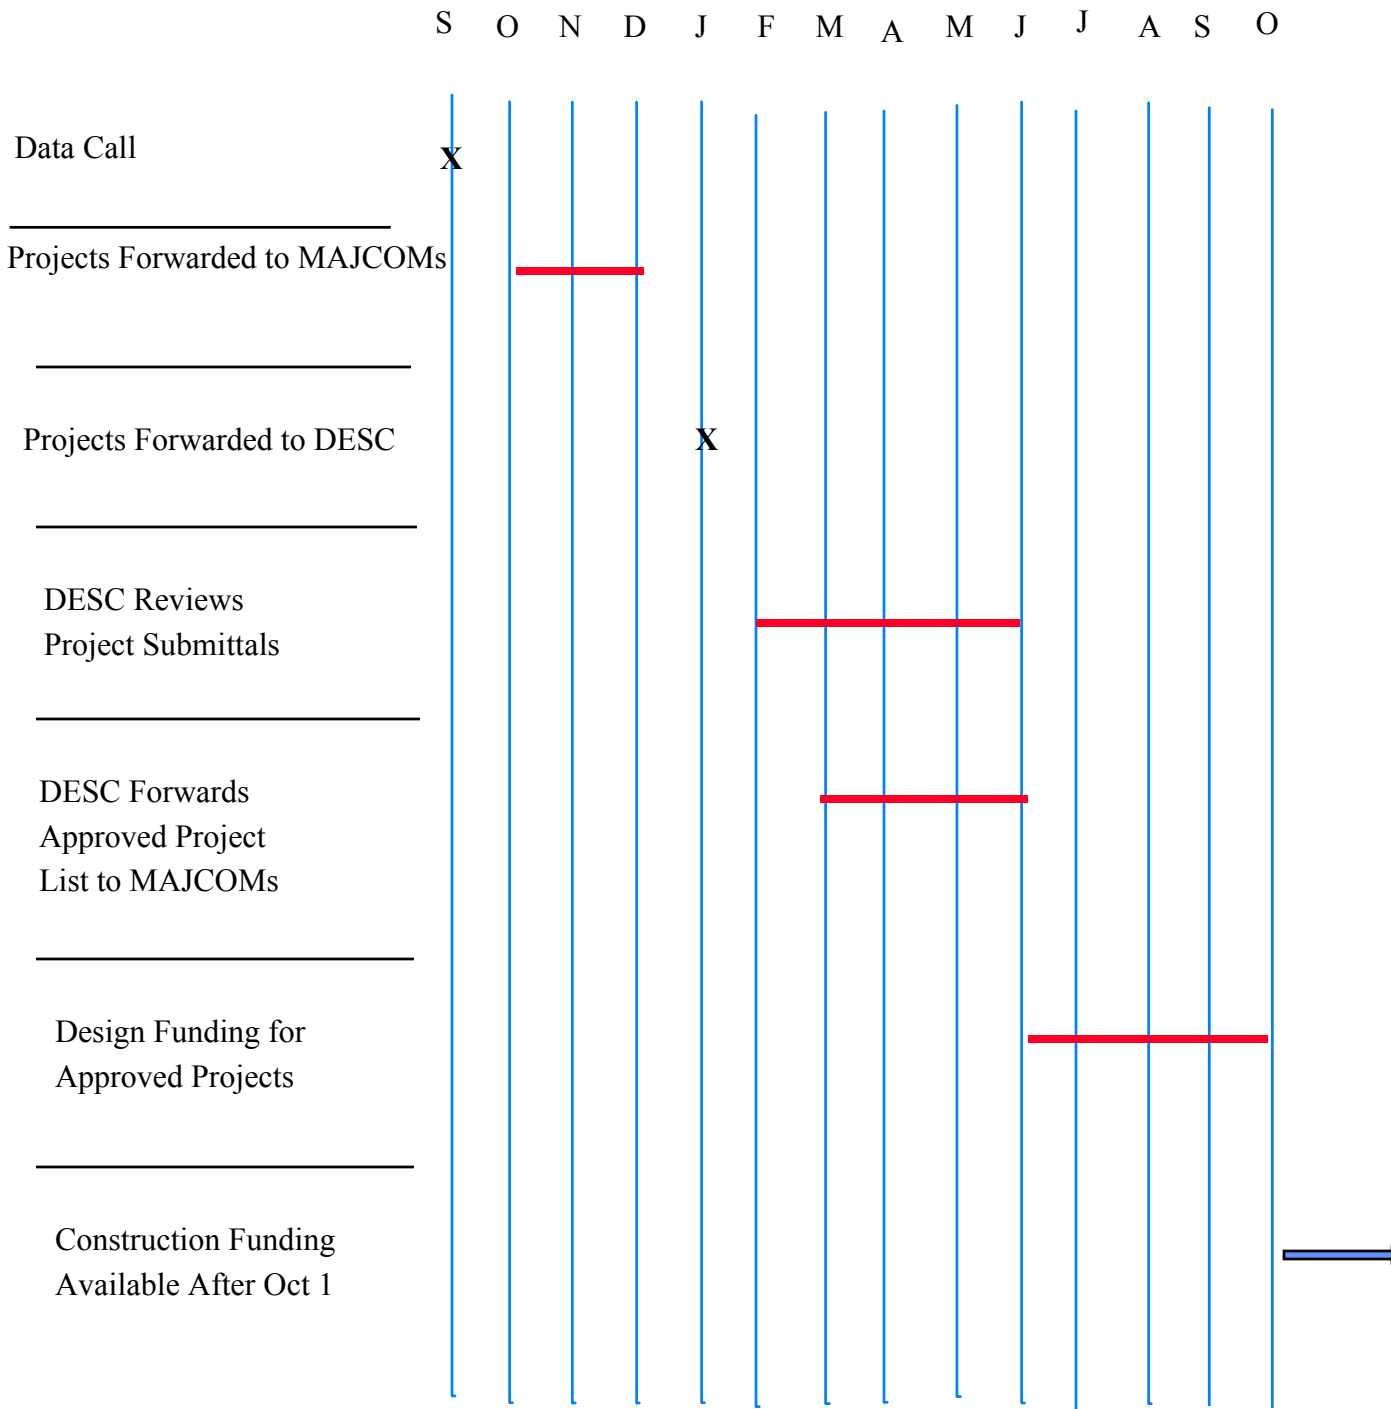 S O N D J F M A M J J A S O
Data Call
X
Projects Forwarded to MAJCOMs
Projects Forwarded to DESC
X
DESC Reviews
Project Submittals
DESC Forwards
Approved Project
List to MAJCOMs
Design Funding for
Approved Projects
Construction Funding
Available After Oct 1